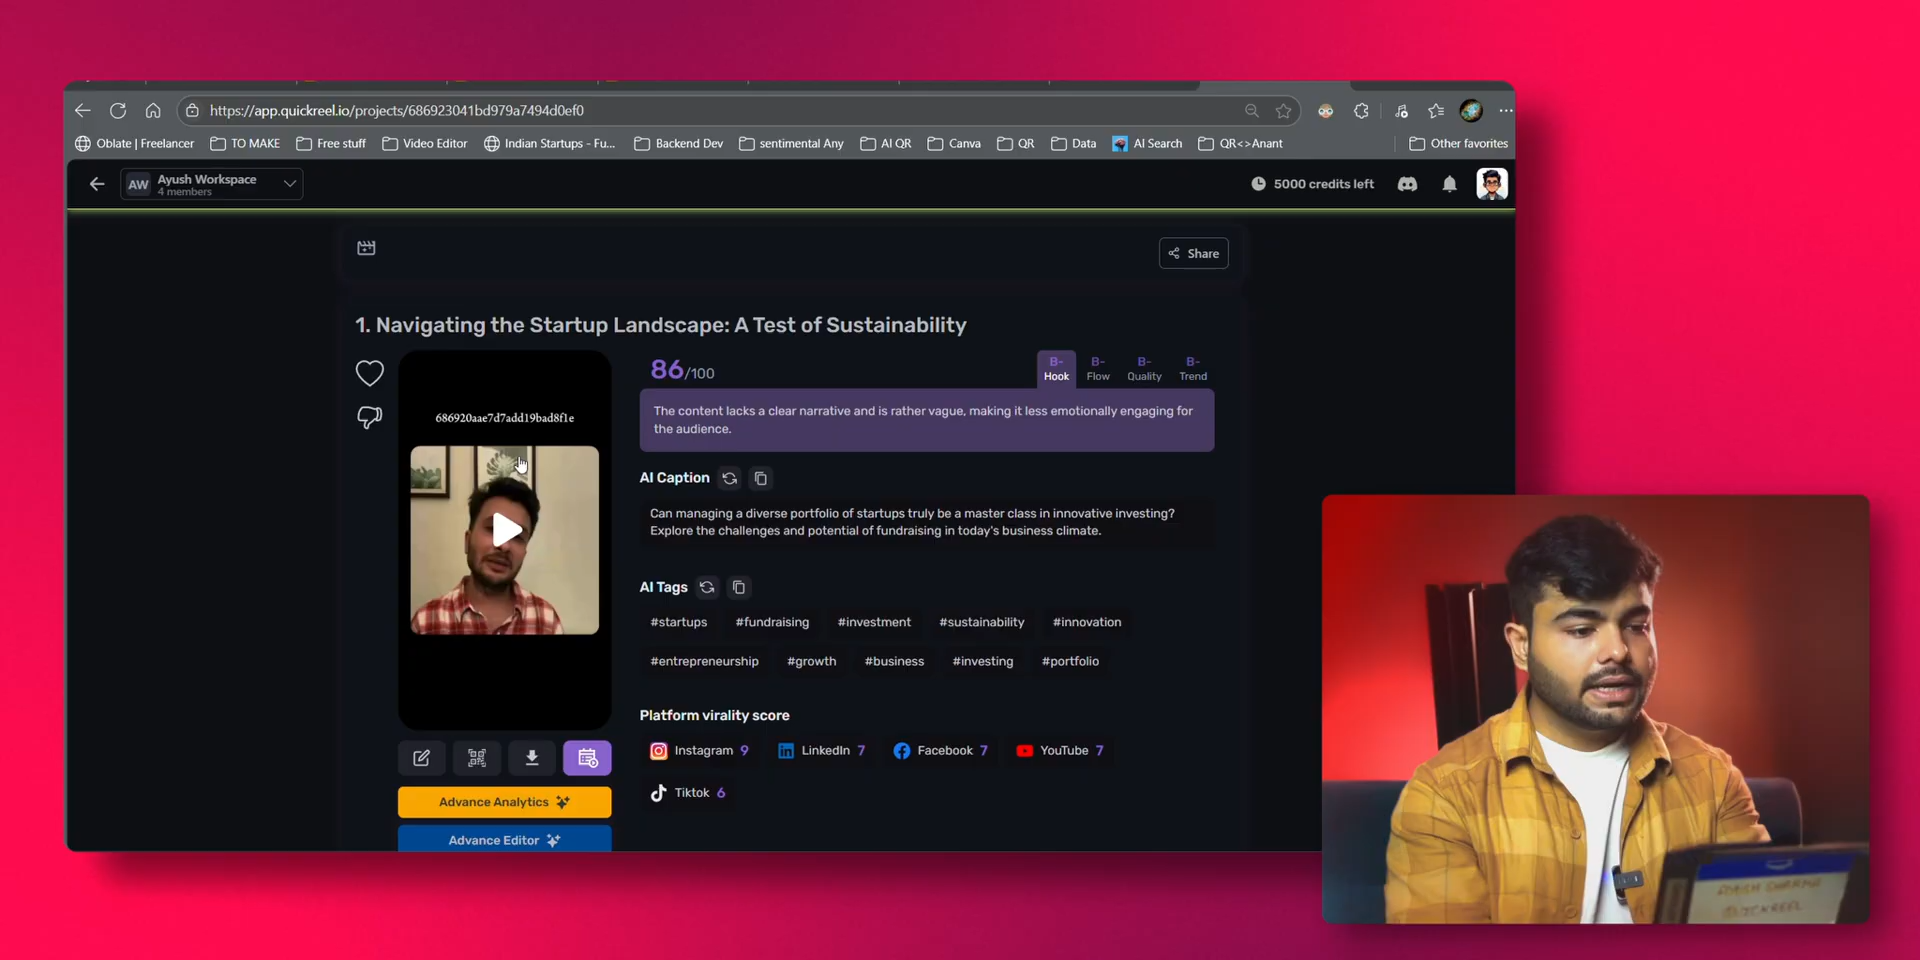 https://app.quickreel.io/projects/686923041bd979a7494d0ef0
Oblate | Freelancer
TO MAKE
Free stuff
Video Editor
Indian Startups - Fu...
Backend Dev
sentimental Any
AI QR
Canva
QR
Data
AI Search
QR<>Anant
Other favorites
AW
Ayush Workspace
4 members
5000 credits left
Share
1. Navigating the Startup Landscape: A Test of Sustainability
86/100
B- Hook
B- Flow
B- Quality
B- Trend
The content lacks a clear narrative and is rather vague, making it less emotionally engaging for
the audience.
686920aae7d7add19bad8f1e
AI Caption
Can managing a diverse portfolio of startups truly be a master class in innovative investing?
Explore the challenges and potential of fundraising in today's business climate.
AI Tags
#startups #fundraising #investment #sustainability #innovation
#entrepreneurship #growth #business #investing #portfolio
Platform virality score
Instagram 9
LinkedIn 7
Facebook 7
YouTube 7
Tiktok 6
Advance Analytics
Advance Editor
AYUSH SHARMA
QUICKREEL